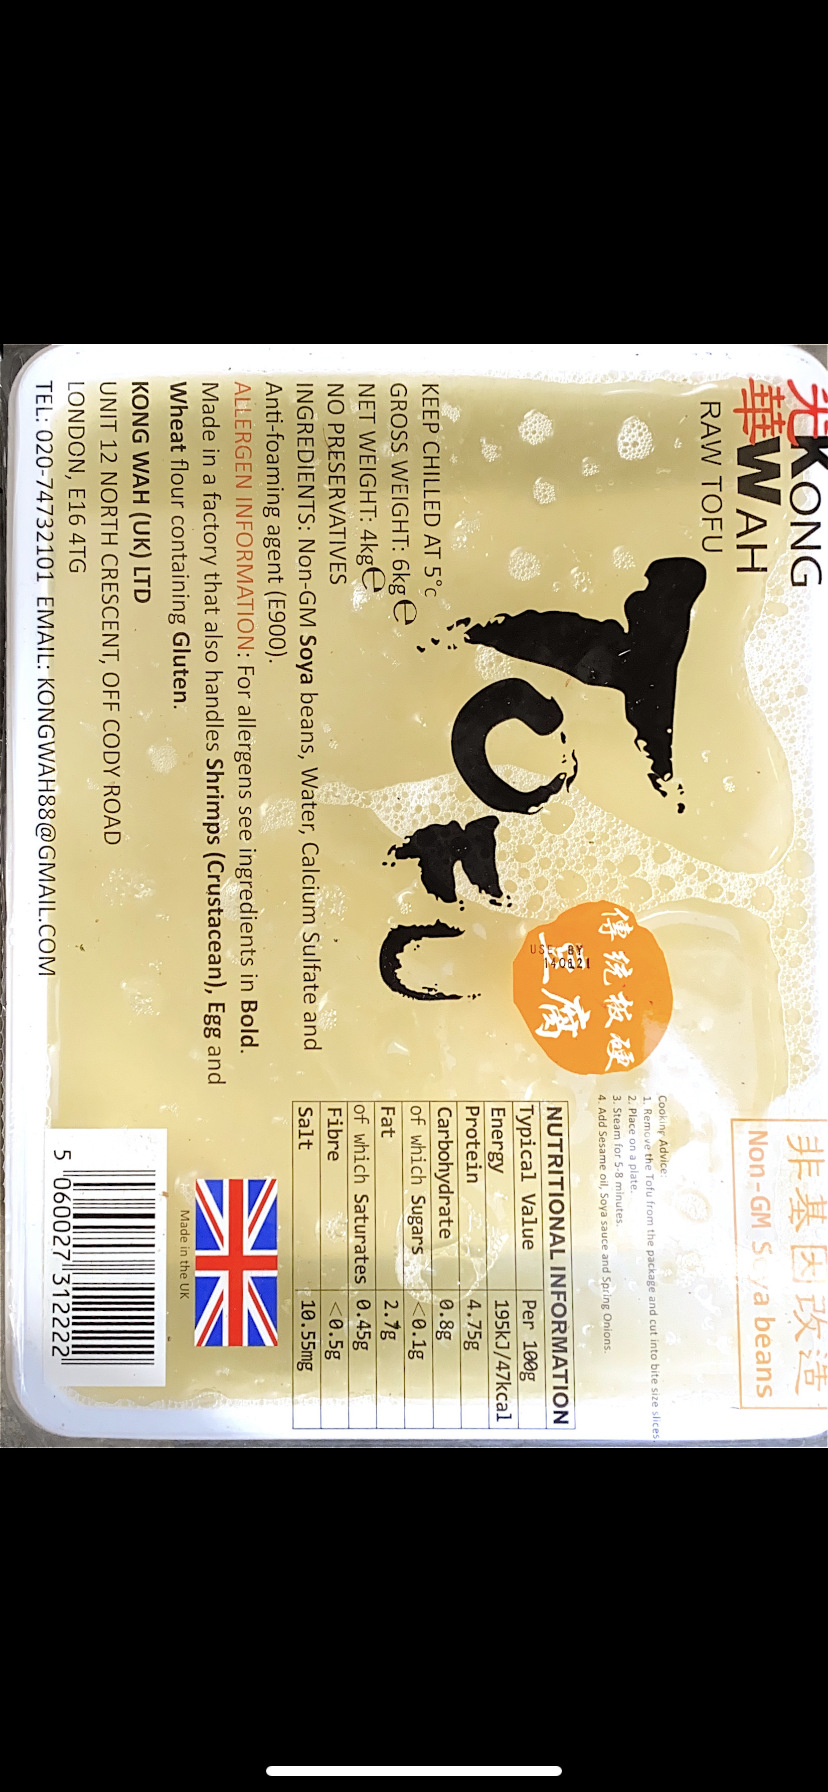 光華
KONG
WAH
RAW TOFU
TOFU
傳統板硬
豆腐
USE BY
140821
非基因改造
Non-GM Soya beans
KEEP CHILLED AT 5°c
GROSS WEIGHT: 6kg ℮
NET WEIGHT: 4kg ℮
NO PRESERVATIVES
INGREDIENTS: Non-GM Soya beans, Water, Calcium Sulfate and
Anti-foaming agent (E900).
ALLERGEN INFORMATION: For allergens see ingredients in Bold.
Made in a factory that also handles Shrimps (Crustacean), Egg and
Wheat flour containing Gluten.
KONG WAH (UK) LTD
UNIT 12 NORTH CRESCENT, OFF CODY ROAD
LONDON, E16 4TG
TEL: 020-74732101 EMAIL: KONGWAH88@GMAIL.COM
Cooking Advice:
1. Remove the Tofu from the package and cut into bite size slices.
2. Place on a plate.
3. Steam for 5-8 minutes.
4. Add Sesame oil, Soya sauce and Spring Onions.
NUTRITIONAL INFORMATION
Typical Value Per 100g
Energy 195kJ/47kcal
Protein 4.75g
Carbohydrate 0.8g
of which Sugars <0.1g
Fat 2.7g
of which Saturates 0.45g
Fibre <0.5g
Salt 10.55mg
Made in the UK
5 060027 312222